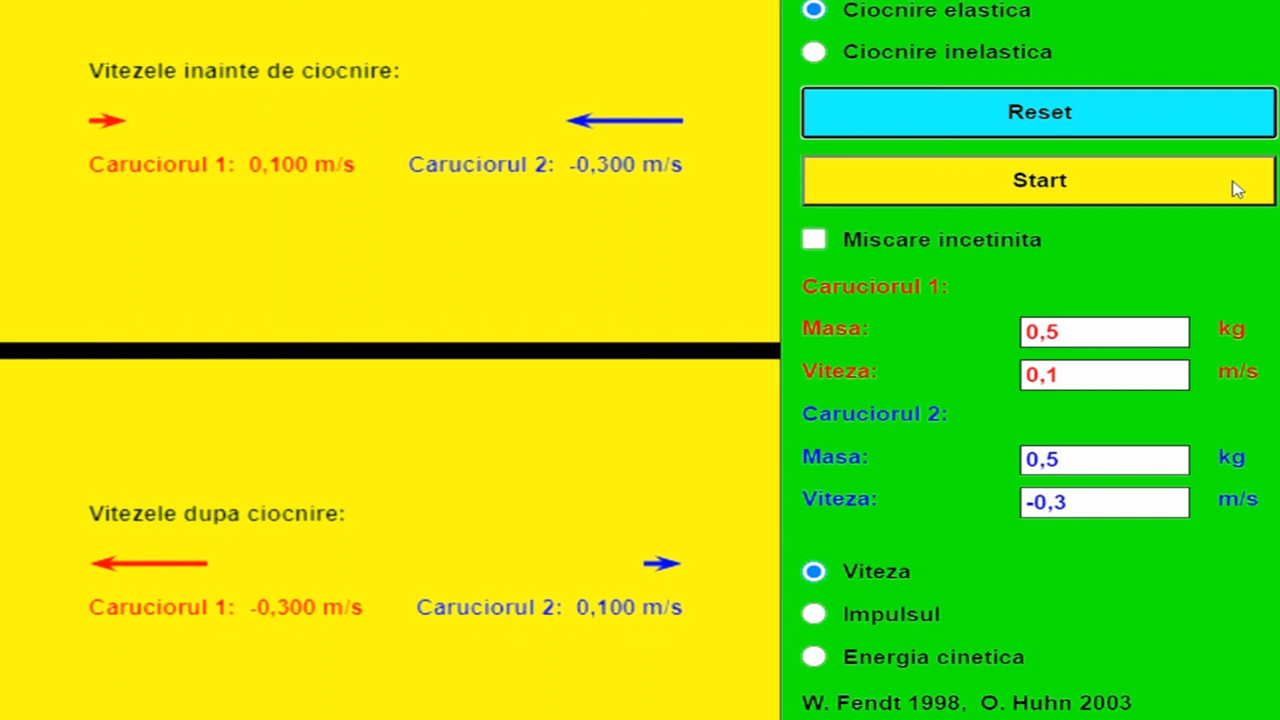 Vitezele inainte de ciocnire:
Caruciorul 1: 0,100 m/s Caruciorul 2: -0,300 m/s
Vitezele dupa ciocnire:
Caruciorul 1: -0,300 m/s Caruciorul 2: 0,100 m/s
Ciocnire elastica
Ciocnire inelastica
Reset
Start
Miscare incetinita
Caruciorul 1:
Masa: 0,5 kg
Viteza: 0,1 m/s
Caruciorul 2:
Masa: 0,5 kg
Viteza: -0,3 m/s
Viteza
Impulsul
Energia cinetica
W. Fendt 1998, O. Huhn 2003